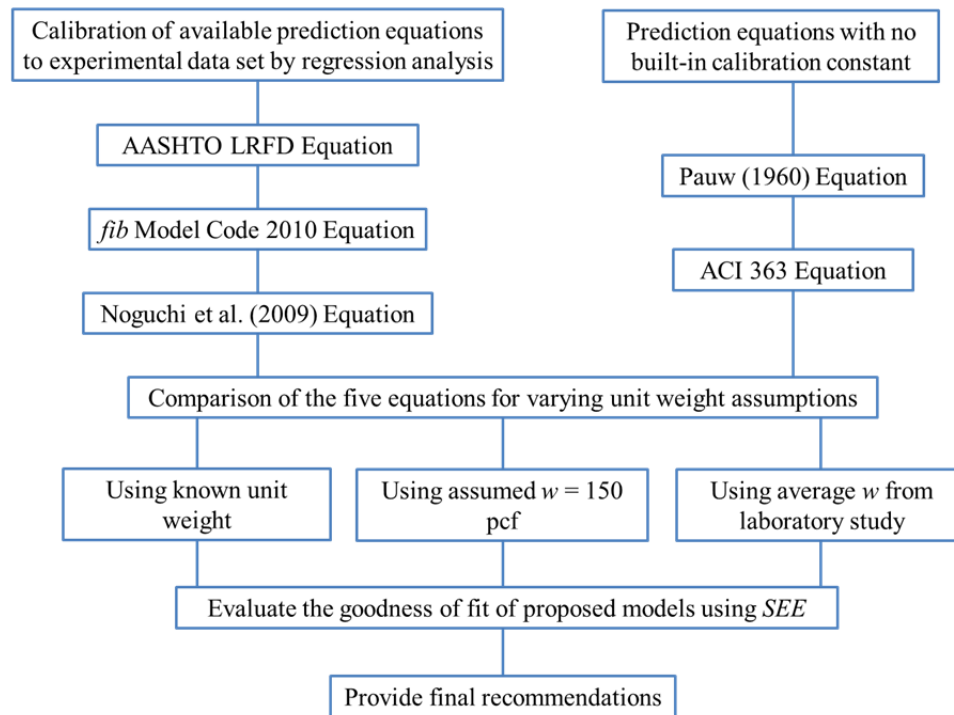 Calibration of available prediction equations
to experimental data set by regression analysis
Prediction equations with no
built-in calibration constant
AASHTO LRFD Equation
Pauw (1960) Equation
fib Model Code 2010 Equation
ACI 363 Equation
Noguchi et al. (2009) Equation
Comparison of the five equations for varying unit weight assumptions
Using known unit
weight
Using assumed w = 150
pcf
Using average w from
laboratory study
Evaluate the goodness of fit of proposed models using SEE
Provide final recommendations